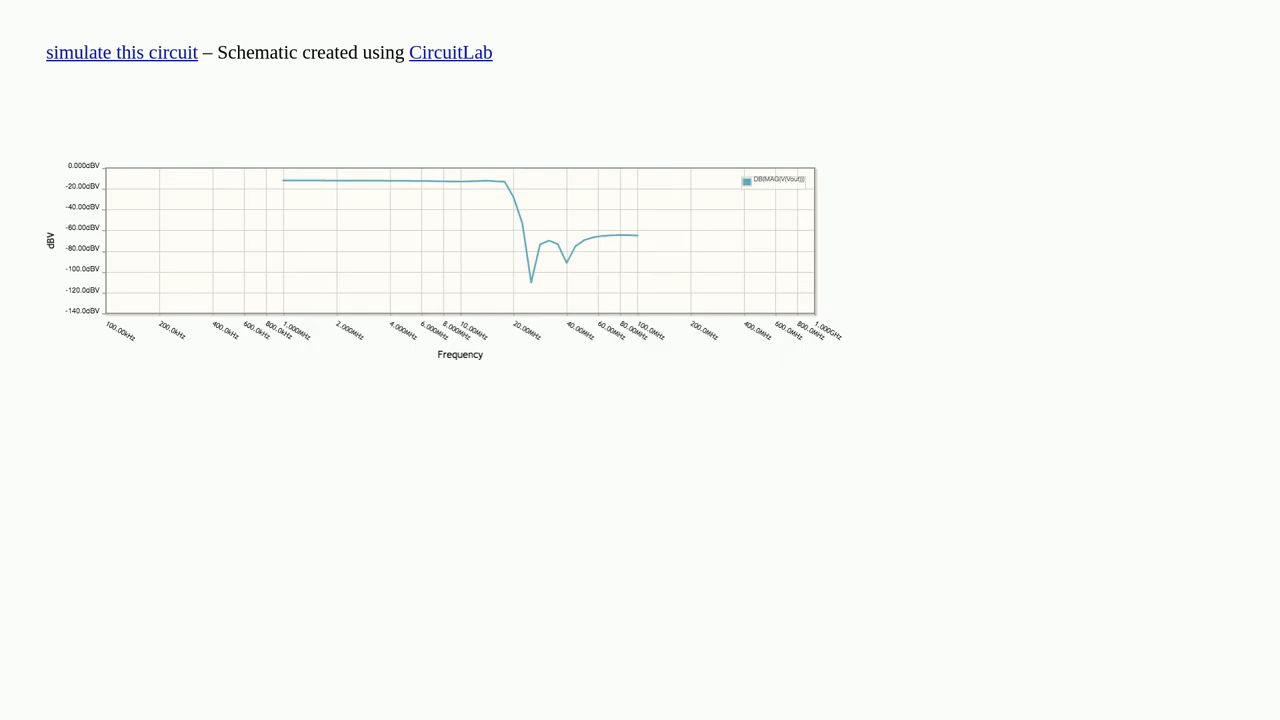 simulate this circuit – Schematic created using CircuitLab
0.000dBV
-20.00dBV
-40.00dBV
-60.00dBV
-80.00dBV
-100.0dBV
-120.0dBV
-140.0dBV
dBV
DB(MAG(V(Vout)))
100.00kHz 200.0kHz 400.0kHz 600.0kHz 800.0kHz 1.000MHz 2.000MHz 4.000MHz 6.000MHz 8.000MHz 10.00MHz 20.00MHz 40.00MHz 60.00MHz 80.00MHz 100.0MHz 200.0MHz 400.0MHz 600.0MHz 800.0MHz 1.000GHz
Frequency